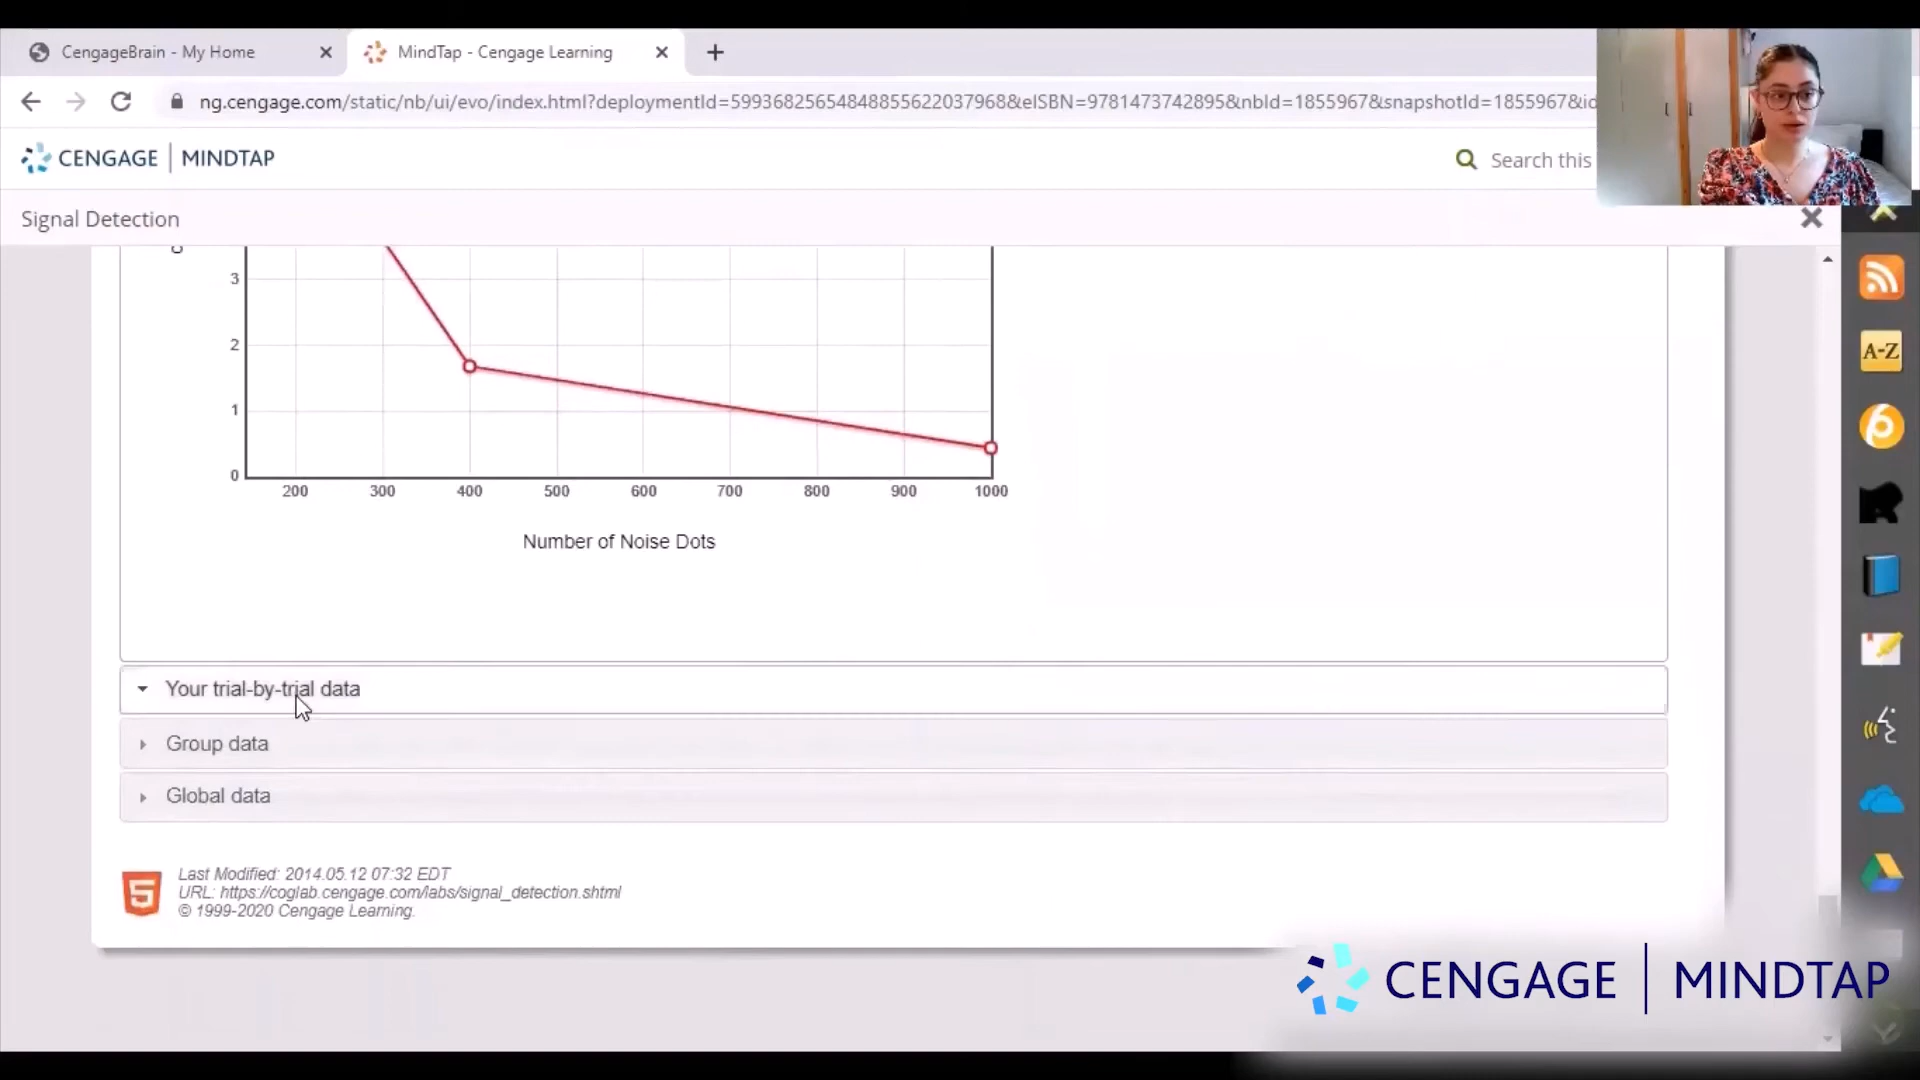 CengageBrain - My Home
MindTap - Cengage Learning
ng.cengage.com/static/nb/ui/evo/index.html?deploymentId=59936825654848855622037968&eISBN=9781473742895&nbId=1855967&snapshotId=1855967&id
CENGAGE | MINDTAP
Search this
Signal Detection
3
2
1
0
200 300 400 500 600 700 800 900 1000
Number of Noise Dots
Your trial-by-trial data
Group data
Global data
Last Modified: 2014.05.12 07:32 EDT
URL: https://coglab.cengage.com/labs/signal_detection.shtml
© 1999-2020 Cengage Learning.
A-Z
CENGAGE | MINDTAP